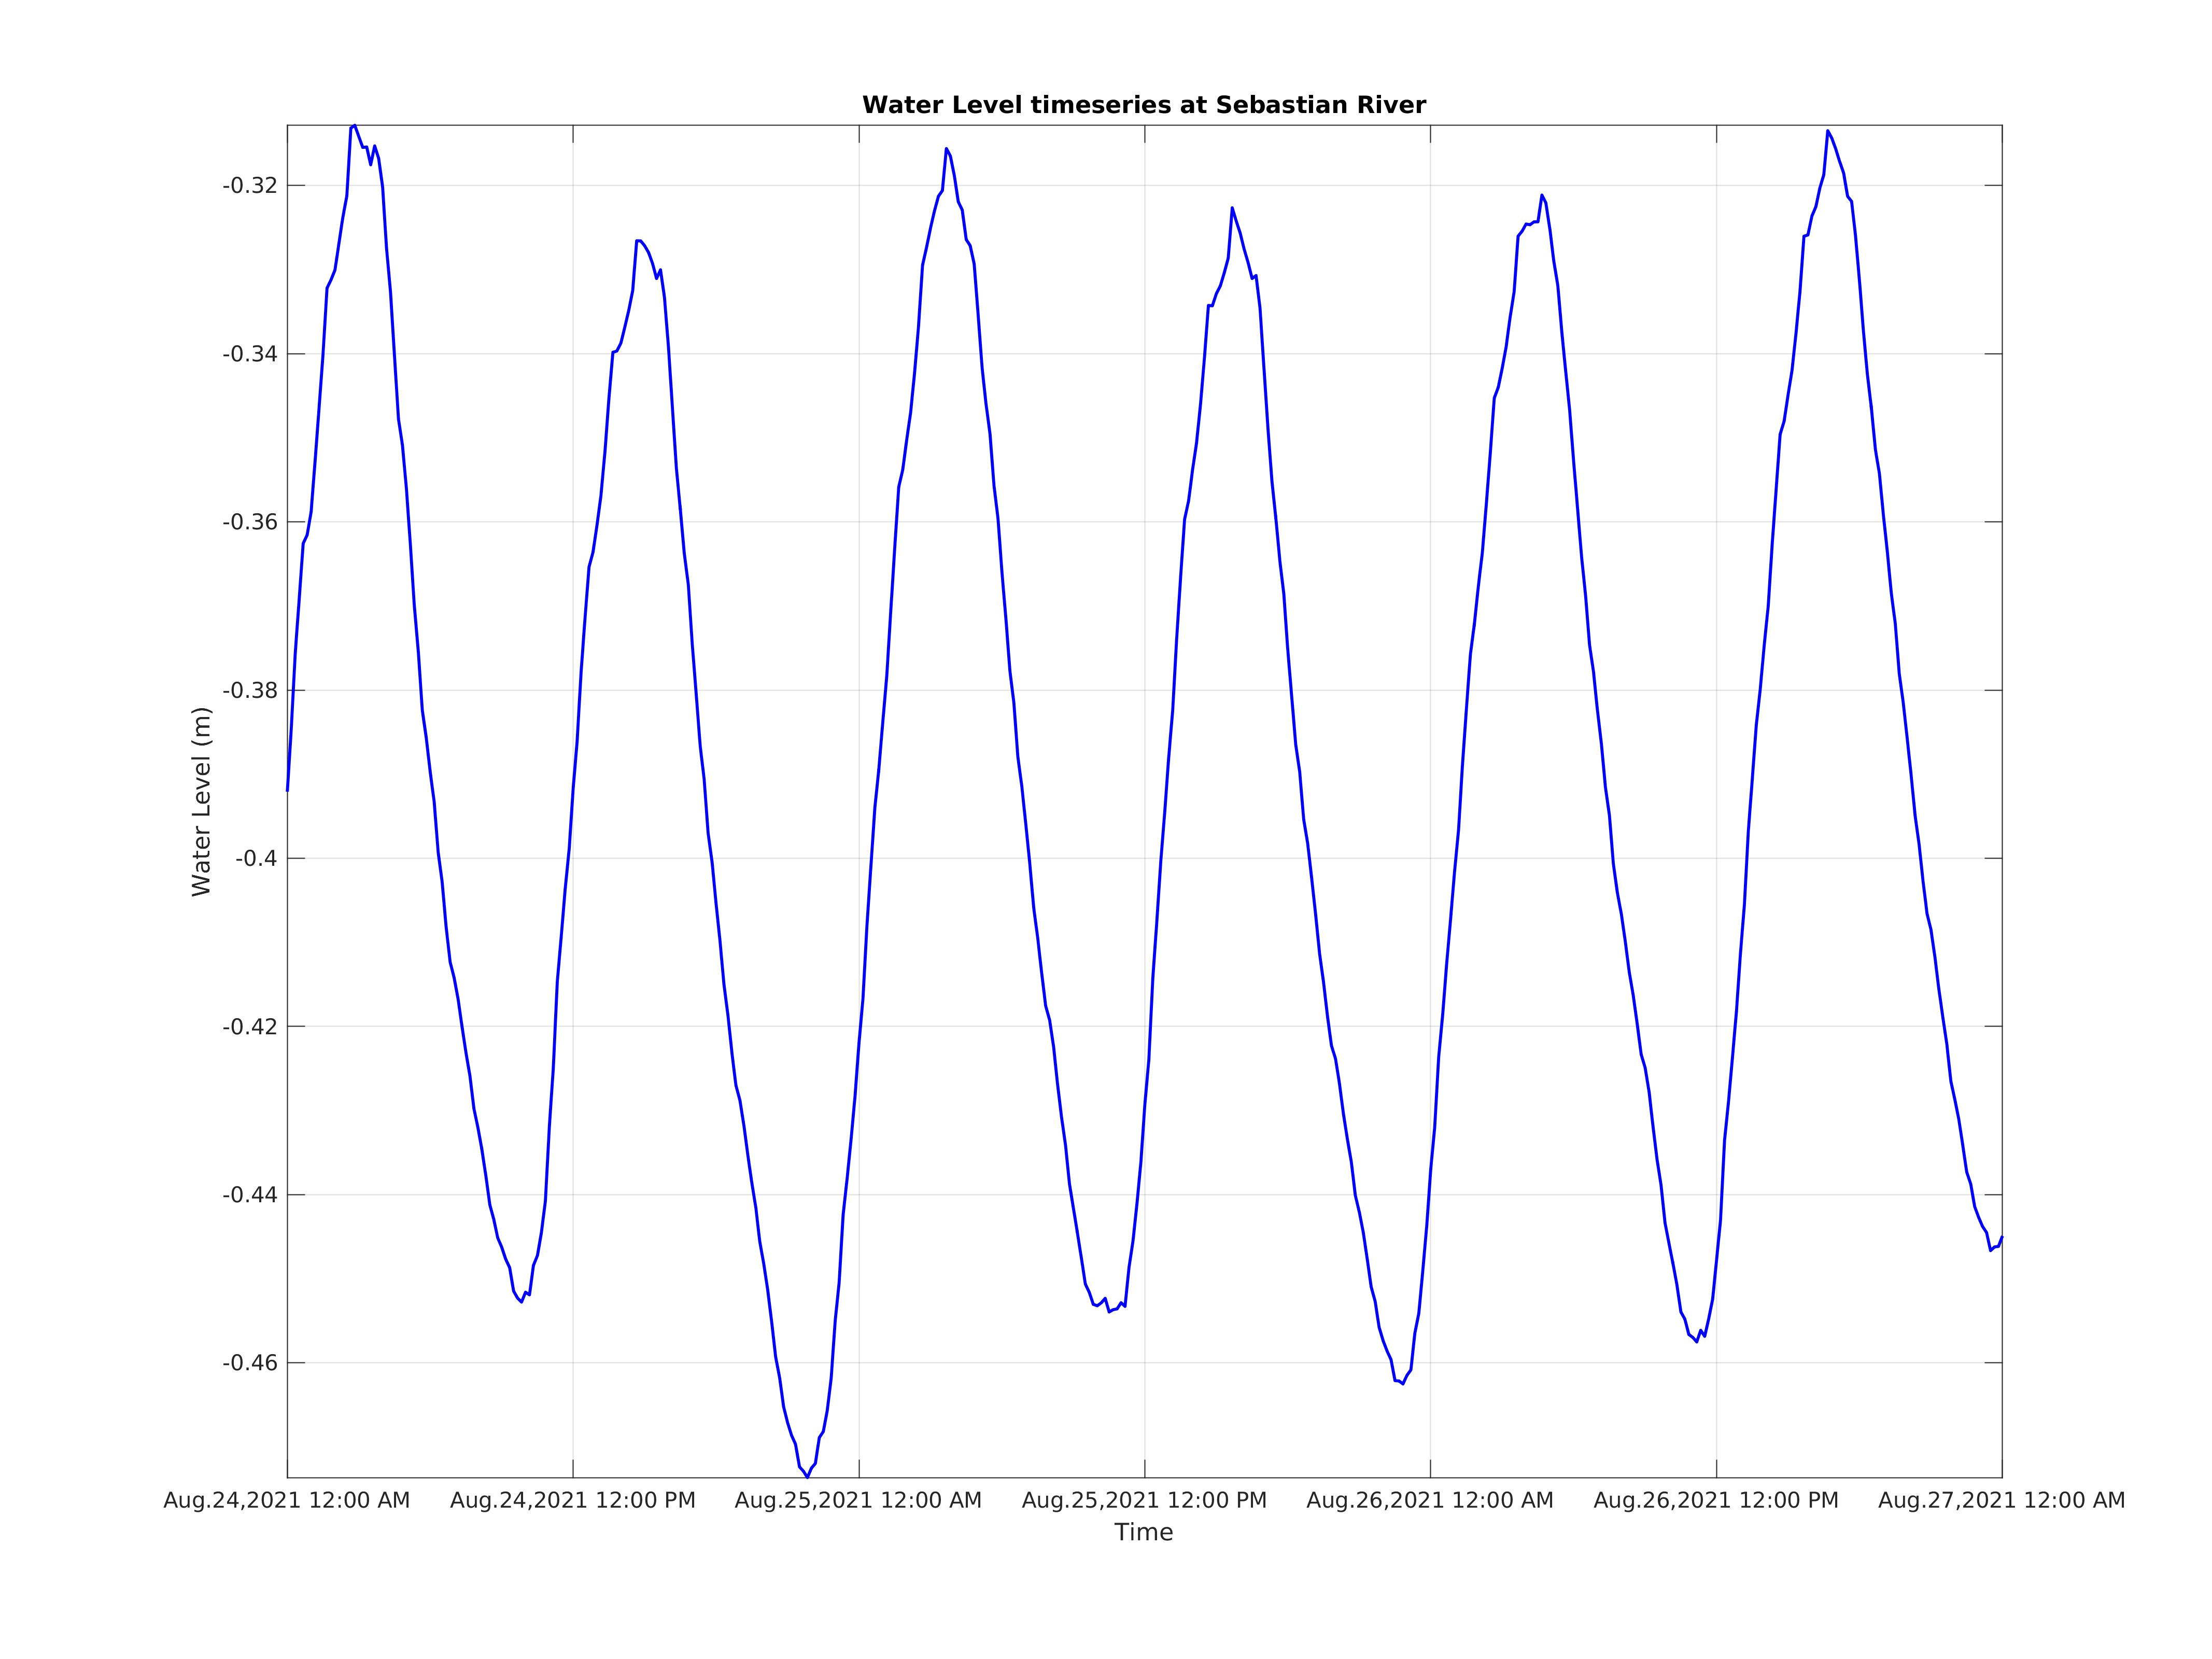 Water Level timeseries at Sebastian River
-0.32
-0.34
-0.36
-0.38
-0.4
-0.42
-0.44
-0.46
Water Level (m)
Aug.24,2021 12:00 AM Aug.24,2021 12:00 PM Aug.25,2021 12:00 AM Aug.25,2021 12:00 PM Aug.26,2021 12:00 AM Aug.26,2021 12:00 PM Aug.27,2021 12:00 AM
Time